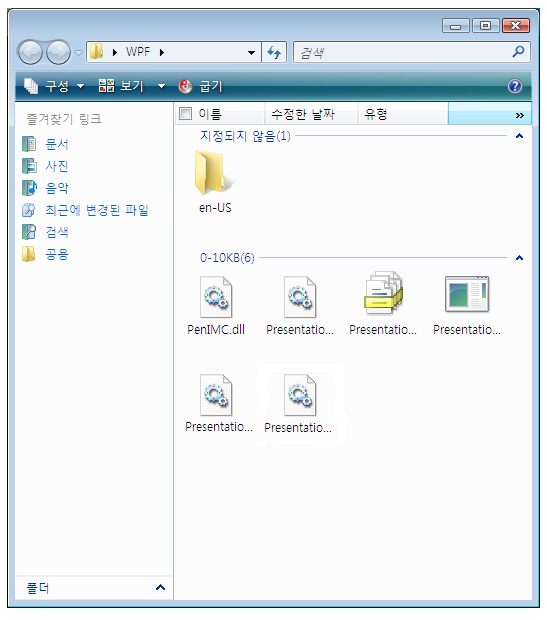 WPF
검색
구성
보기
굽기
즐겨찾기 링크
문서
사진
음악
최근에 변경된 파일
검색
공용
폴더
이름 수정한 날짜 유형 »
지정되지 않음(1)
en-US
0-10KB(6)
PenIMC.dll Presentatio... Presentatio... Presentatio...
Presentatio... Presentatio...